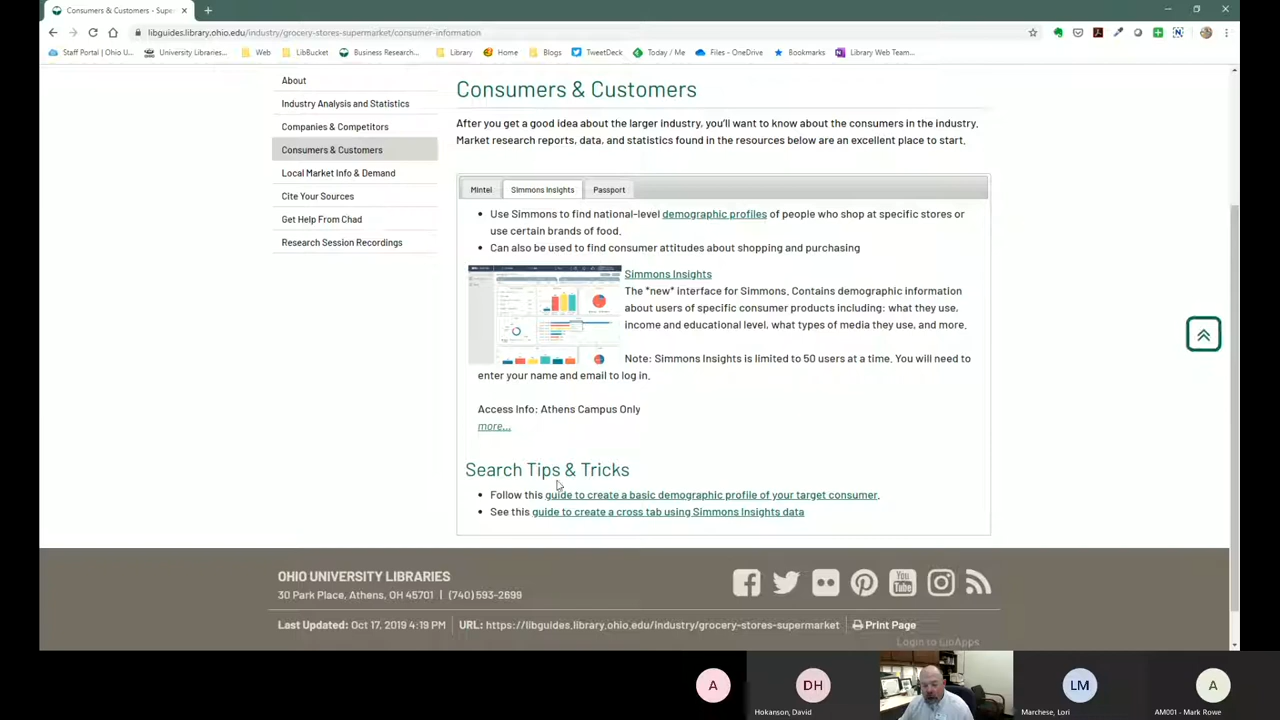 Consumers & Customers - Supe
libguides.library.ohio.edu/industry/grocery-stores-supermarket/consumer-information
Staff Portal | Ohio U...
University Libraries...
Web
LibBucket
Business Research...
Library
Home
Blogs
TweetDeck
Today / Me
Files - OneDrive
Bookmarks
Library Web Team...
About
Industry Analysis and Statistics
Companies & Competitors
Consumers & Customers
Local Market Info & Demand
Cite Your Sources
Get Help From Chad
Research Session Recordings
Consumers & Customers
After you get a good idea about the larger industry, you'll want to know about the consumers in the industry.
Market research reports, data, and statistics found in the resources below are an excellent place to start.
Mintel
Simmons Insights
Passport
Use Simmons to find national-level demographic profiles of people who shop at specific stores or
use certain brands of food.
Can also be used to find consumer attitudes about shopping and purchasing
Simmons Insights
The *new* interface for Simmons. Contains demographic information
about users of specific consumer products including: what they use,
income and educational level, what types of media they use, and more.
Note: Simmons Insights is limited to 50 users at a time. You will need to
enter your name and email to log in.
Access Info: Athens Campus Only
more...
Search Tips & Tricks
Follow this guide to create a basic demographic profile of your target consumer.
See this guide to create a cross tab using Simmons Insights data
OHIO UNIVERSITY LIBRARIES
30 Park Place, Athens, OH 45701 | (740) 593-2699
You Tube
Last Updated: Oct 17, 2019 4:19 PM | URL: https://libguides.library.ohio.edu/industry/grocery-stores-supermarket
Print Page
Login to LibApps
A
DH
LM
A
Hokanson, David
Marchese, Lori
AM001 - Mark Rowe